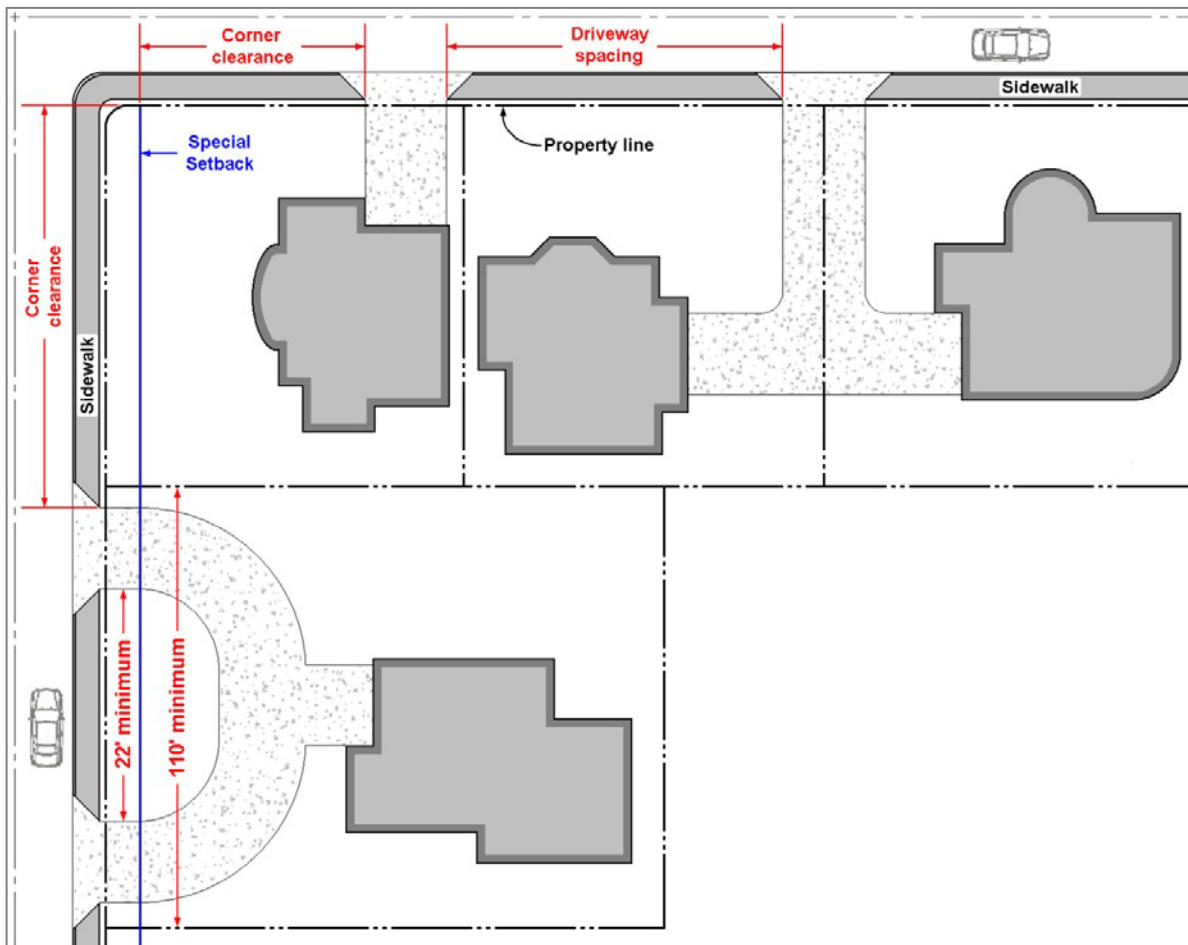 Corner
clearance
Driveway
spacing
Sidewalk
Special
Setback
Property line
Corner
clearance
Sidewalk
22' minimum
110' minimum